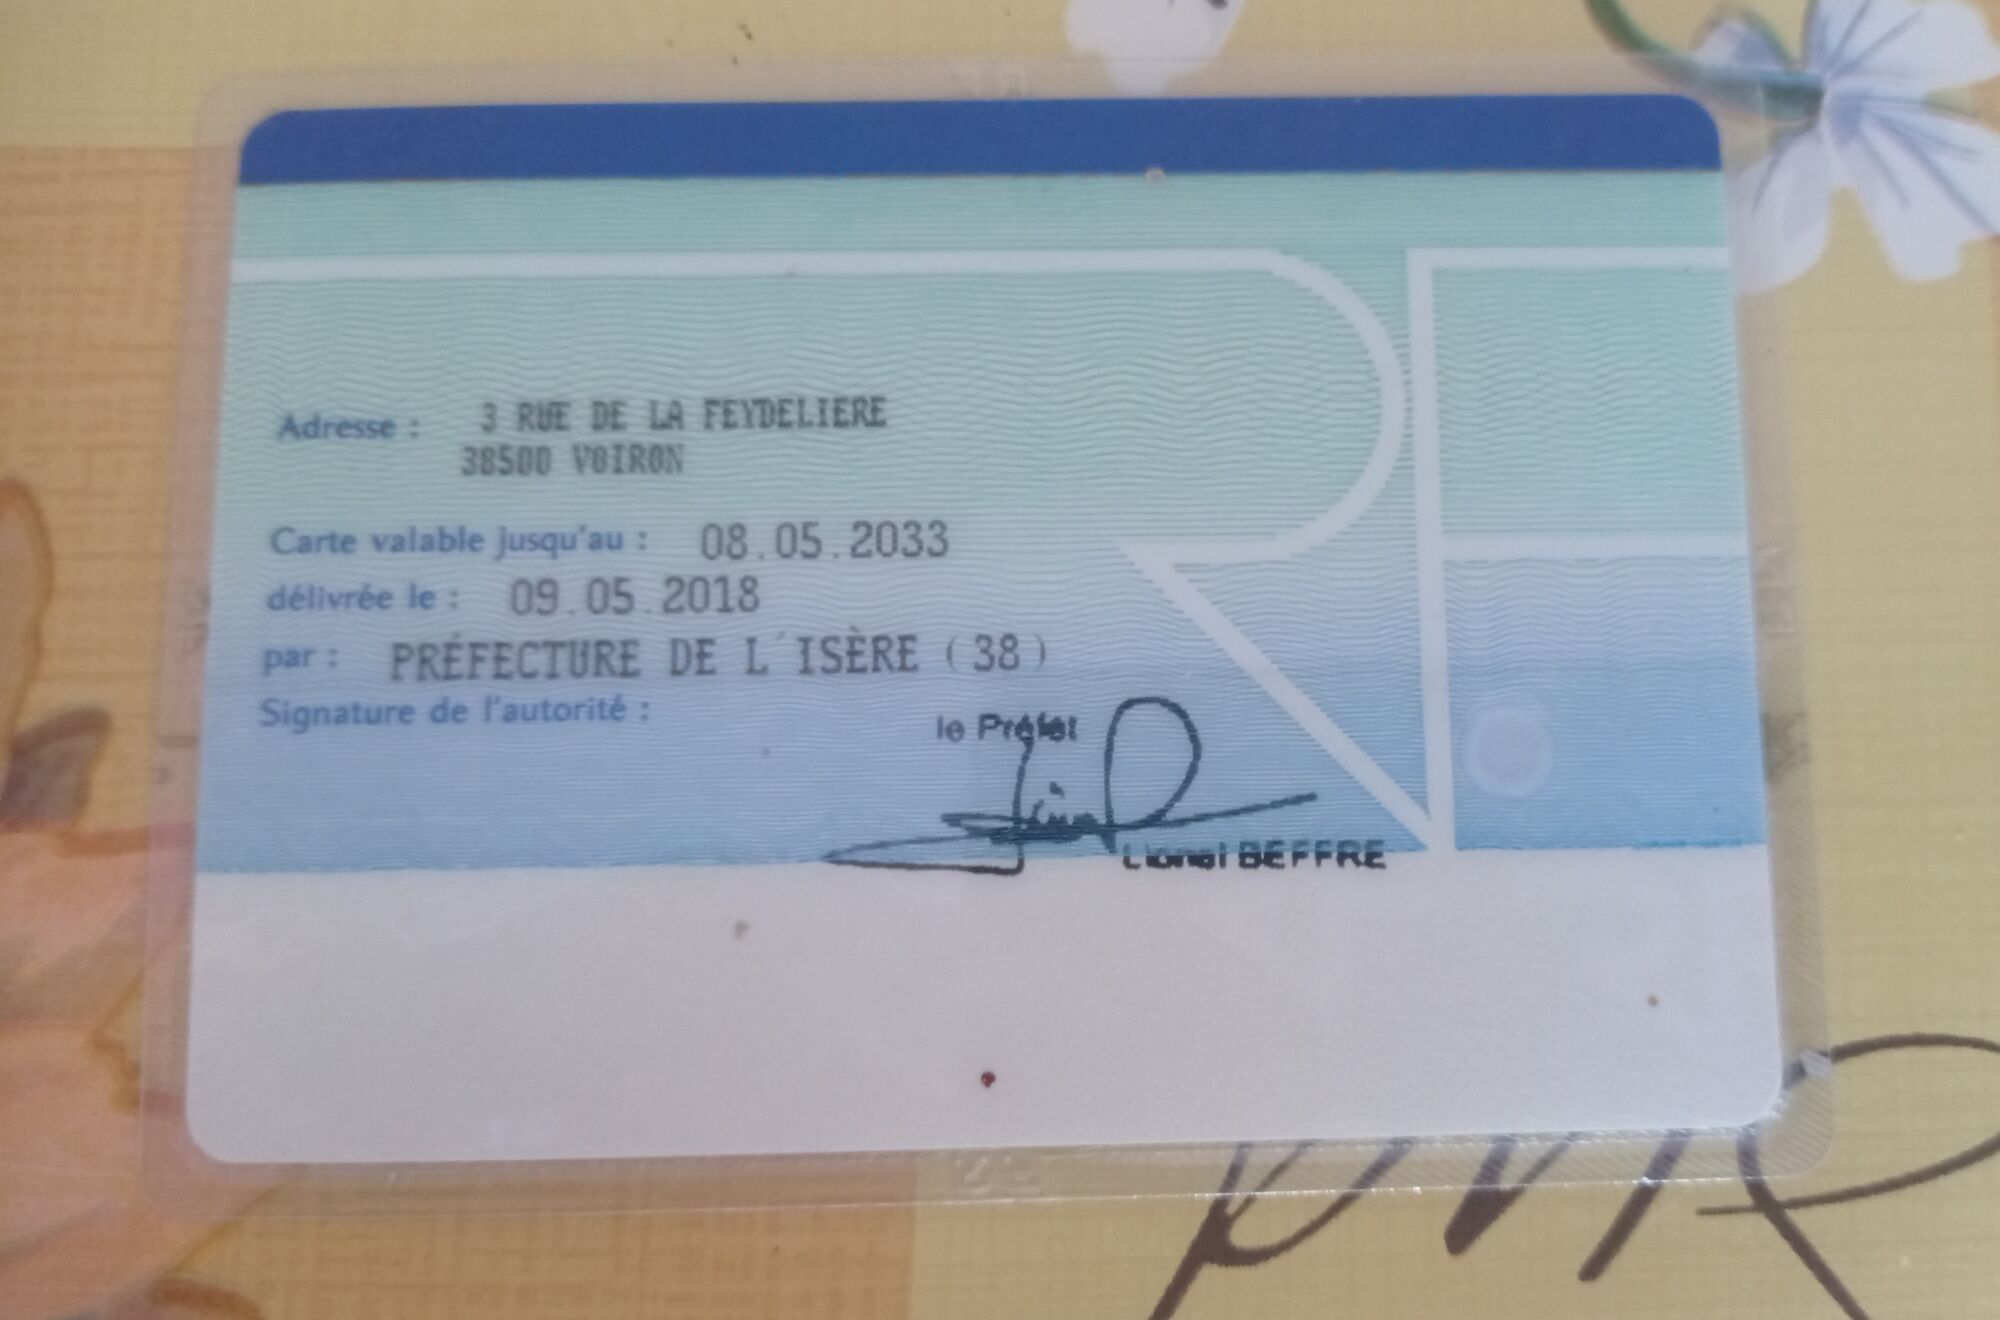 Adresse : 3 RUE DE LA FEYDELIERE
38500 VOIRON
Carte valable jusqu'au : 08.05.2033
délivrée le : 09.05.2018
par : PRÉFECTURE DE L´ISÈRE (38)
Signature de l'autorité :
le Préfet
Lionel BEFFRE